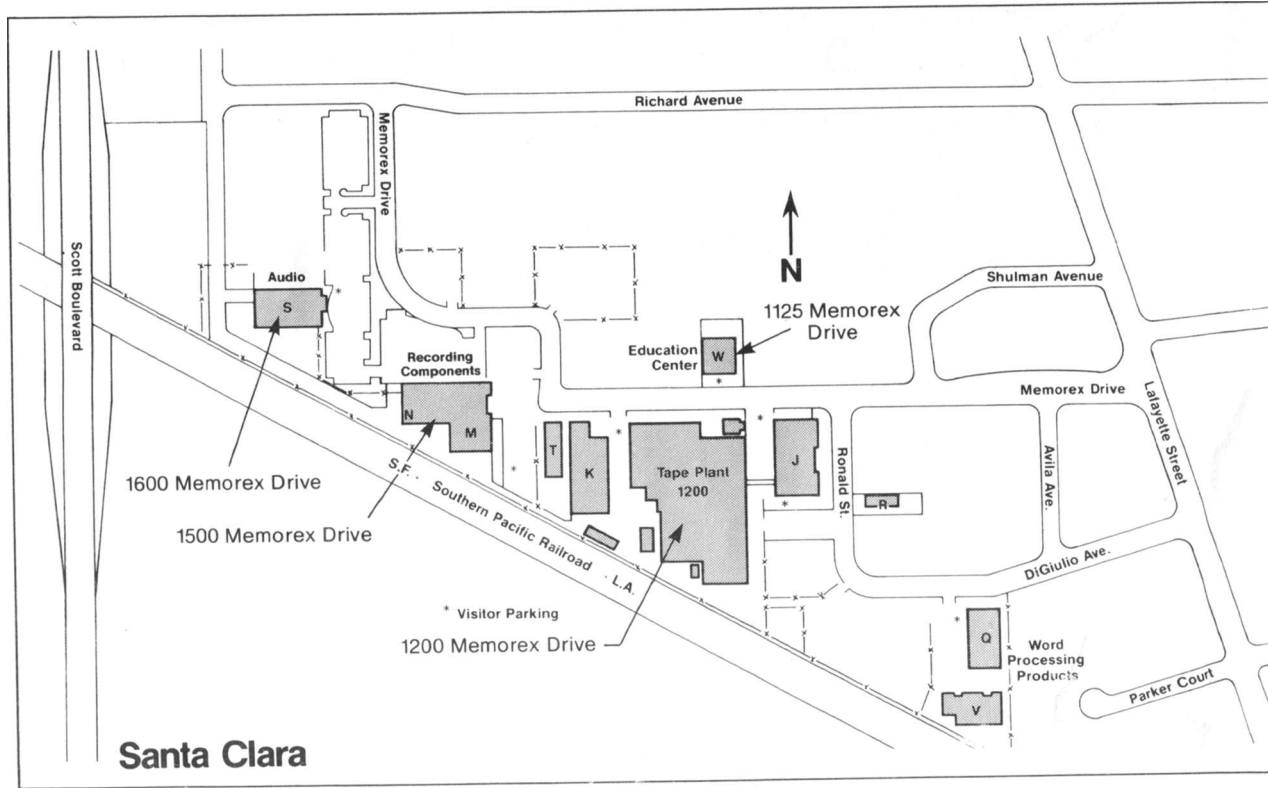 Richard Avenue
Memorex Drive
Scott Boulevard
N
Shulman Avenue
Audio
S
*
1125 Memorex
Drive
Education
Center
W
*
Recording
Components
N
M
Memorex Drive
Lafayette Street
*
*
*
T
K
Tape Plant
1200
J
*
Ronald St.
R
Avila Ave.
1600 Memorex Drive
1500 Memorex Drive
S.F. Southern Pacific Railroad L.A.
DiGiulio Ave.
* Visitor Parking
1200 Memorex Drive
*
Q
Word
Processing
Products
V
Parker Court
Santa Clara